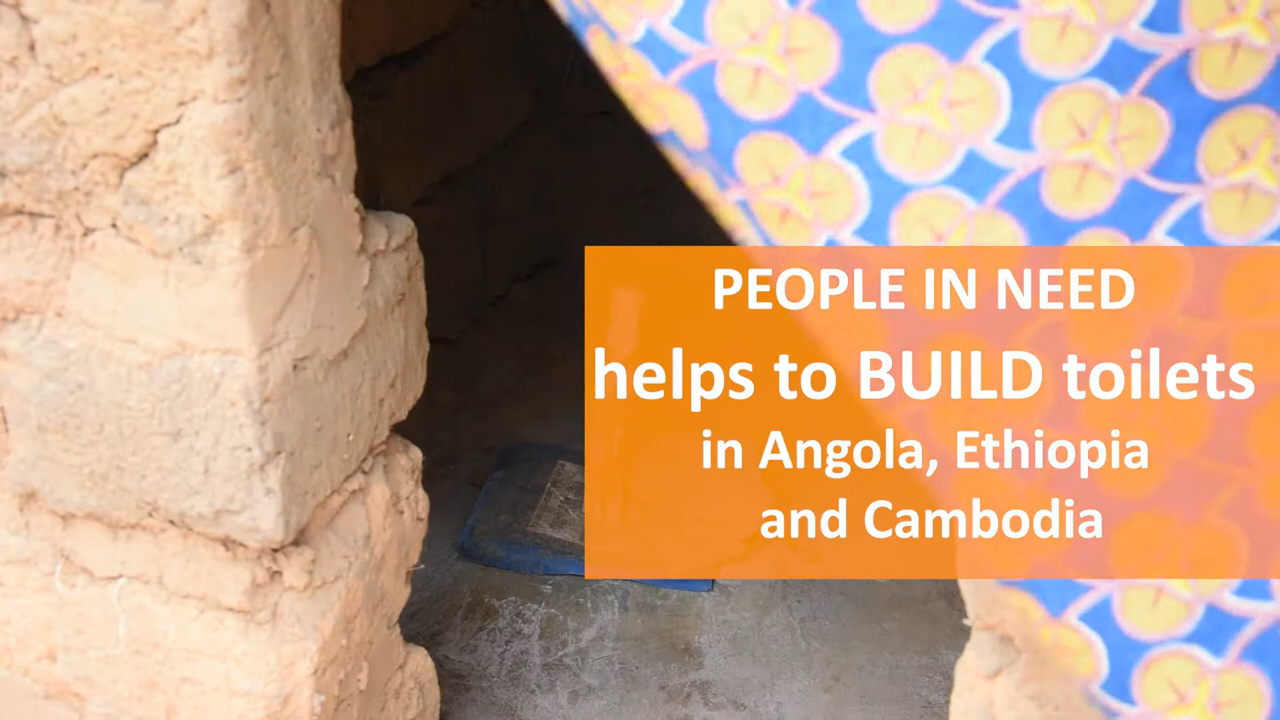 PEOPLE IN NEED
helps to BUILD toilets
in Angola, Ethiopia
and Cambodia